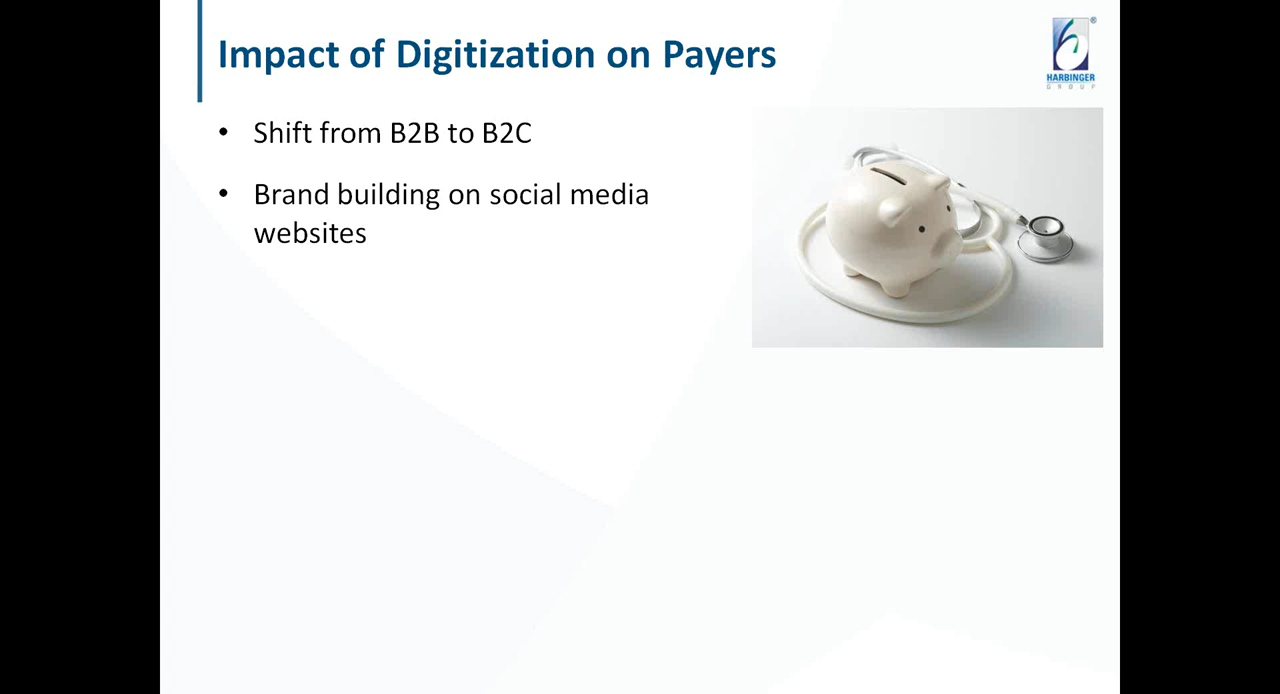 Impact of Digitization on Payers
®
HARBINGER
GROUP
• Shift from B2B to B2C
• Brand building on social media
websites